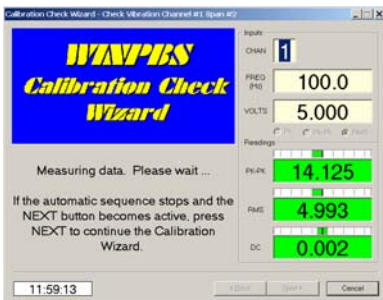 Calibration Check Wizard - Check Vibration Channel #1 Span #2
WINPBS
Calibration Check
Wizard
Measuring data. Please wait ...
If the automatic sequence stops and the
NEXT button becomes active, press
NEXT to continue the Calibration
Wizard.
11:59:13
Inputs
CHAN 1
FREQ
(Hz) 100.0
VOLTS 5.000
Readings
PK-PK 14.125
RMS 4.993
DC 0.002
Next >
Cancel